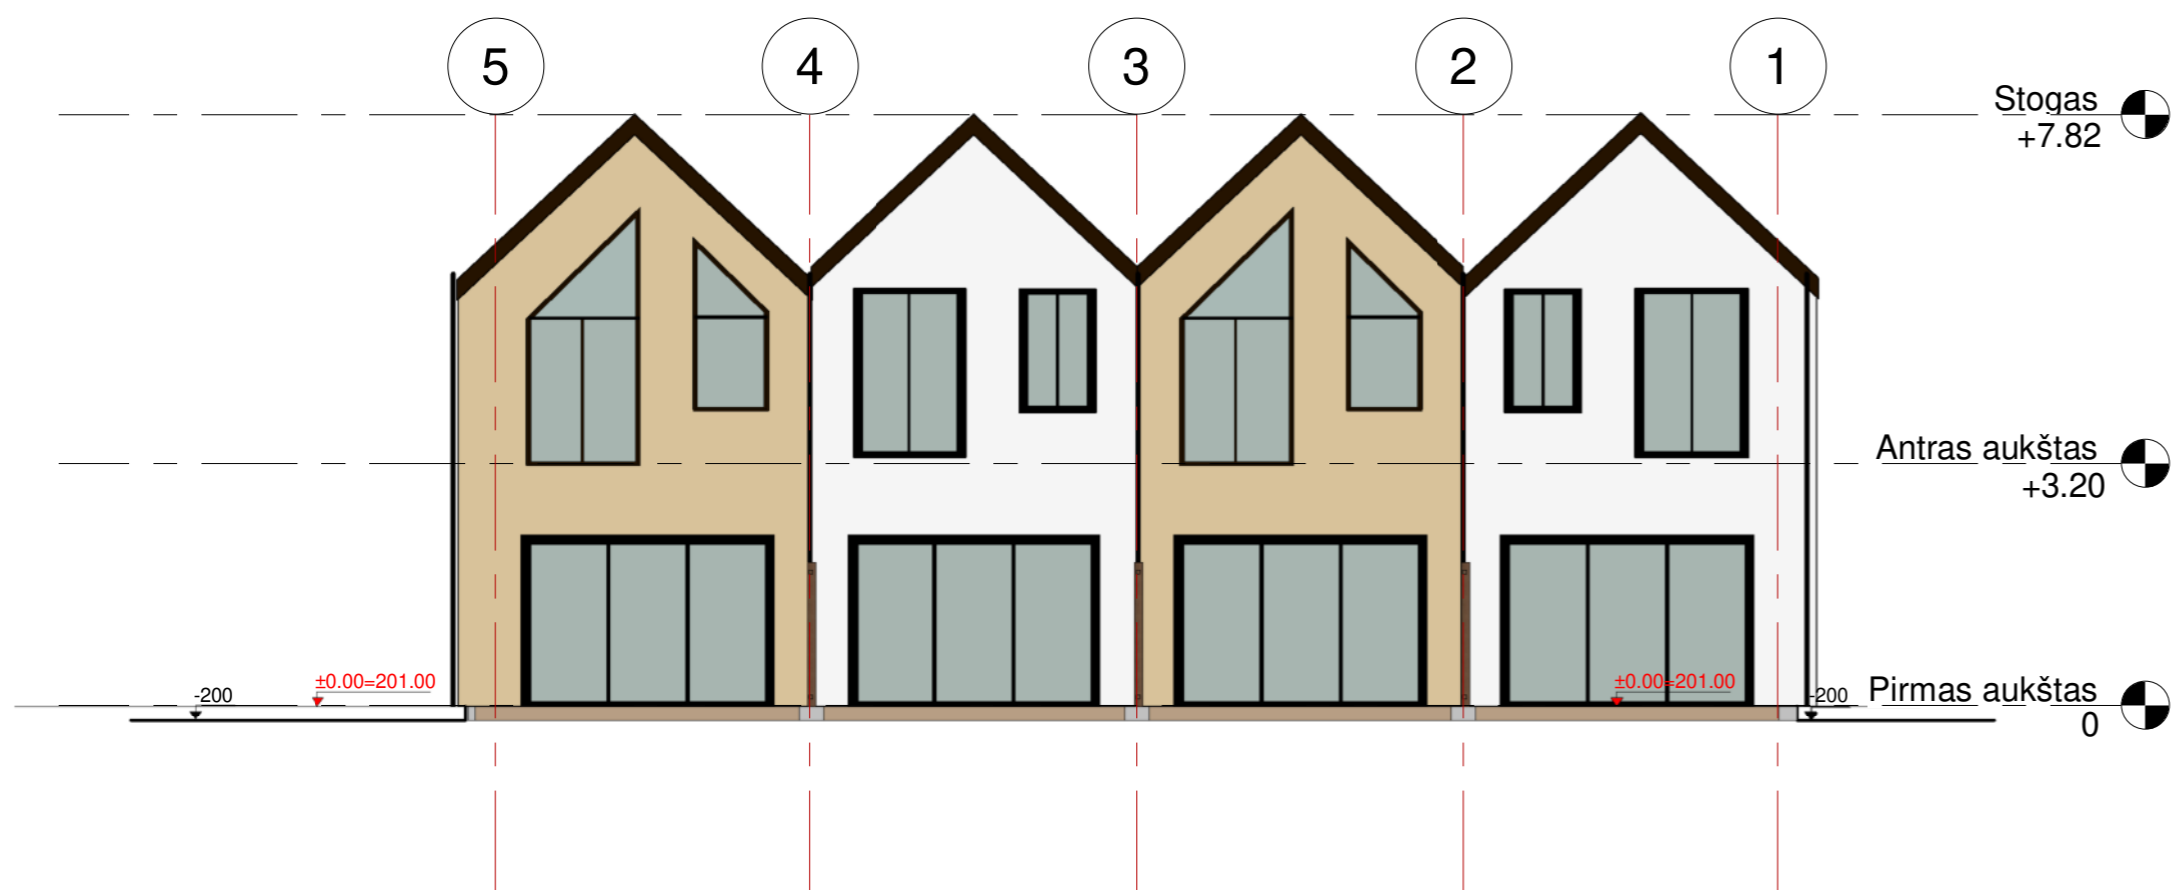 5 4 3 2 1
Stogas
+7.82
Antras aukštas
+3.20
±0.00=201.00
±0.00=201.00
-200
-200
Pirmas aukštas
0